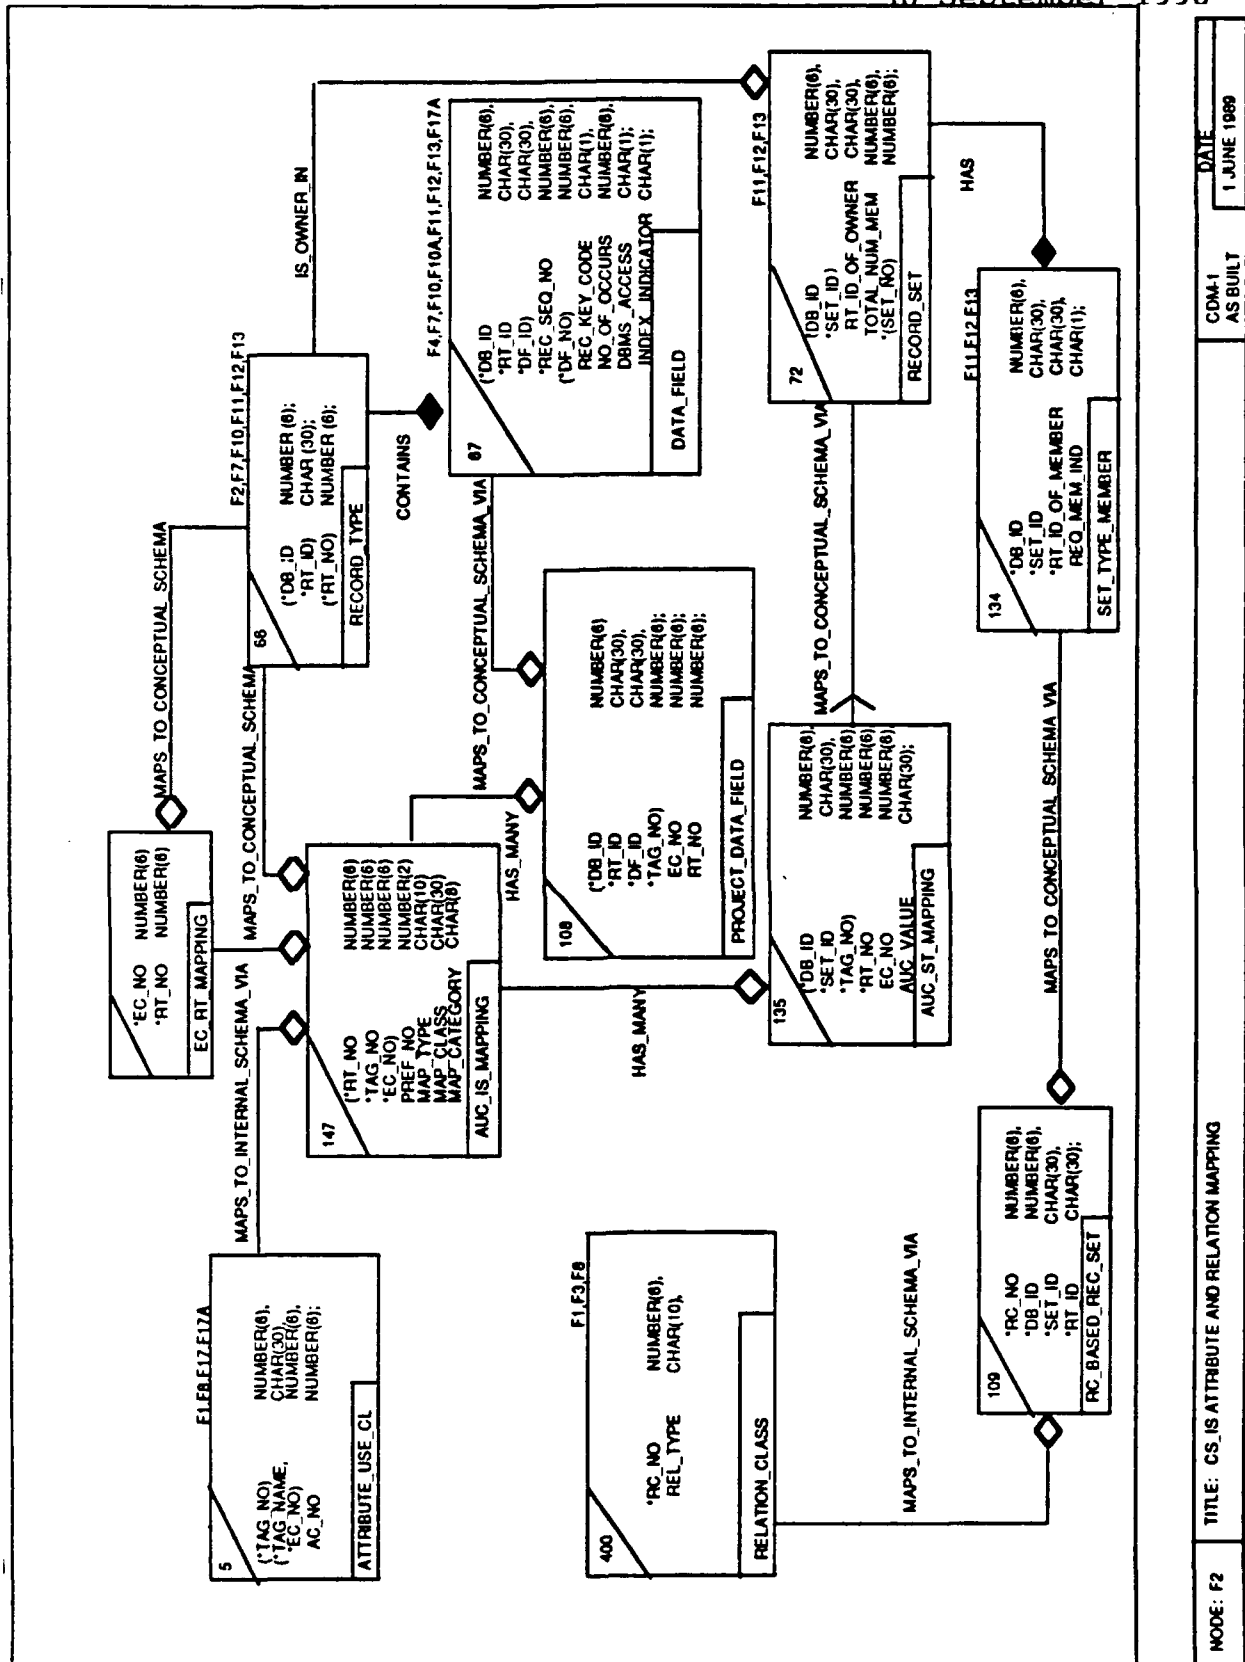 5
F1,F8,F17,F17A
(*TAG_NO) NUMBER(6),
(*TAG_NAME, CHAR(30),
*EC_NO) NUMBER(6),
AC_NO NUMBER(6);
ATTRIBUTE_USE_CL
MAPS_TO_INTERNAL_SCHEMA_VIA
*EC_NO NUMBER(6)
*RT_NO NUMBER(6)
EC_RT_MAPPING
MAPS_TO_CONCEPTUAL_SCHEMA
MAPS_TO_CONCEPTUAL_SCHEMA
147
(*RT_NO NUMBER(6)
*TAG_NO NUMBER(6)
*EC_NO) NUMBER(6)
PREF_NO NUMBER(2)
MAP_TYPE CHAR(10)
MAP_CLASS CHAR(30)
MAP_CATEGORY CHAR(8)
AUC_IS_MAPPING
HAS_MANY
HAS_MANY
F2,F7,F10,F11,F12,F13
68
(*DB_ID NUMBER (6);
*RT_ID) CHAR (30);
(*RT_NO) NUMBER (6);
RECORD_TYPE
CONTAINS
IS_OWNER_IN
F4,F7,F10,F10A,F11,F12,F13,F17A
67
(*DB_ID NUMBER(6),
*RT_ID CHAR(30),
*DF_ID) CHAR(30),
*REC_SEQ_NO NUMBER(6),
(*DF_NO) NUMBER(6),
REC_KEY_CODE CHAR(1),
NO_OF_OCCURS NUMBER(6),
DBMS_ACCESS CHAR(1);
INDEX_INDICATOR CHAR(1);
DATA_FIELD
MAPS_TO_CONCEPTUAL_SCHEMA_VIA
108
(*DB_ID NUMBER(6)
*RT_ID CHAR(30),
*DF_ID CHAR(30),
*TAG_NO) NUMBER(6);
EC_NO NUMBER(6);
RT_NO NUMBER(6);
PROJECT_DATA_FIELD
F1,F3,F8
400
*RC_NO NUMBER(6),
REL_TYPE CHAR(10),
RELATION_CLASS
MAPS_TO_INTERNAL_SCHEMA_VIA
135
(*DB_ID NUMBER(6),
*SET_ID CHAR(30),
*TAG_NO) NUMBER(6)
*RT_NO NUMBER(6)
EC_NO NUMBER(6)
AUC_VALUE CHAR(30);
AUC_ST_MAPPING
MAPS_TO_CONCEPTUAL_SCHEMA_VIA
F11,F12,F13
72
(*DB_ID NUMBER(6),
*SET_ID) CHAR(30),
RT_ID_OF_OWNER CHAR(30),
TOTAL_NUM_MEM NUMBER(6),
*(SET_NO) NUMBER(6);
RECORD_SET
HAS
109
*RC_NO NUMBER(6),
*DB_ID NUMBER(6),
*SET_ID CHAR(30),
*RT_ID CHAR(30);
RC_BASED_REC_SET
MAPS_TO_CONCEPTUAL_SCHEMA_VIA
F11,F12,F13
134
*DB_ID NUMBER(6),
*SET_ID CHAR(30),
*RT_ID_OF_MEMBER CHAR(30),
REQ_MEM_IND CHAR(1);
SET_TYPE_MEMBER
NODE: F2
TITLE: CS_IS ATTRIBUTE AND RELATION MAPPING
CDM-1
AS BUILT
DATE
1 JUNE 1989